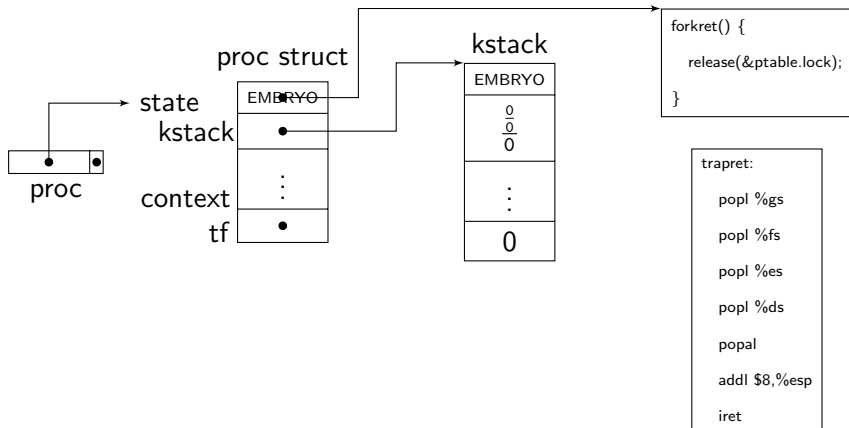 proc struct
state
kstack
context
tf
EMBRYO
⋮
proc
kstack
EMBRYO
0
0
0
⋮
0
forkret() {
release(&ptable.lock);
}
trapret:
popl %gs
popl %fs
popl %es
popl %ds
popal
addl $8,%esp
iret